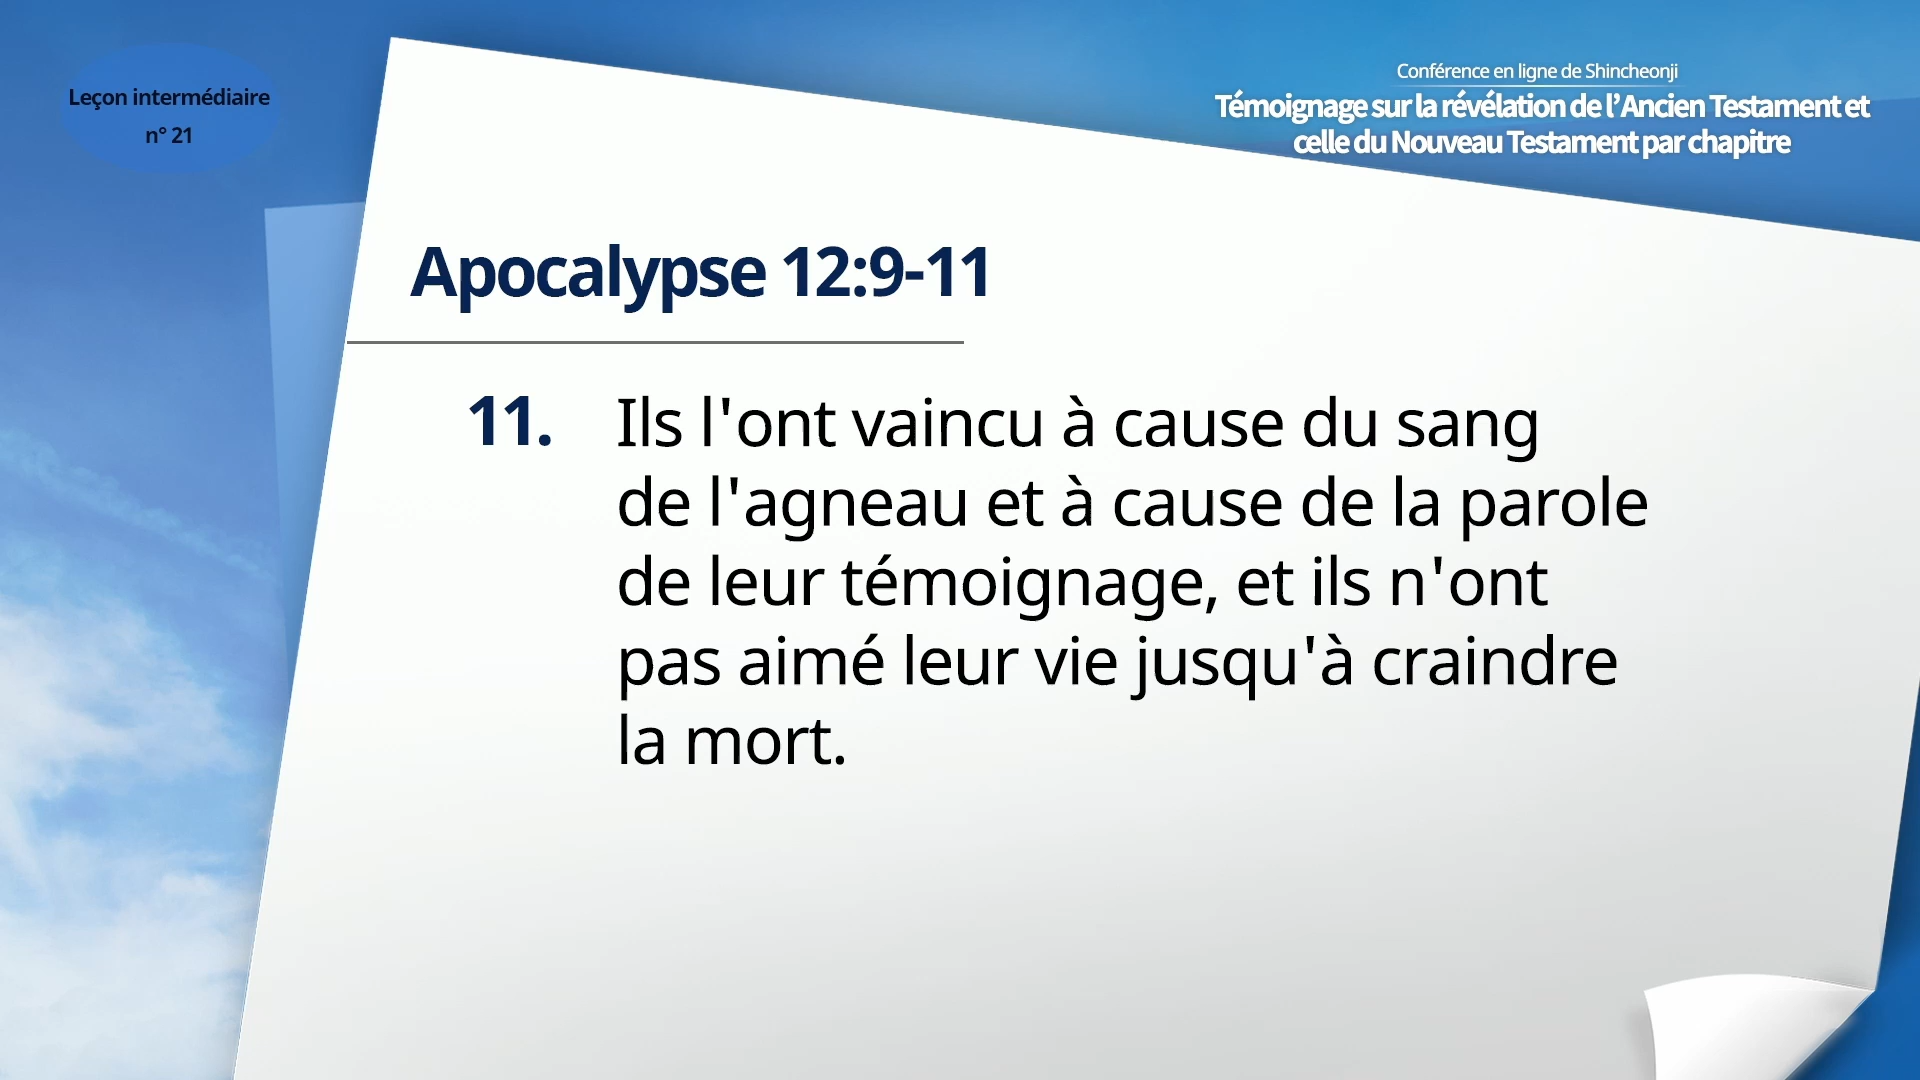 Leçon intermédiaire
n° 21
Conférence en ligne de Shincheonji
Témoignage sur la révélation de l’Ancien Testament et
celle du Nouveau Testament par chapitre
Apocalypse 12:9-11
11. Ils l'ont vaincu à cause du sang
de l'agneau et à cause de la parole
de leur témoignage, et ils n'ont
pas aimé leur vie jusqu'à craindre
la mort.